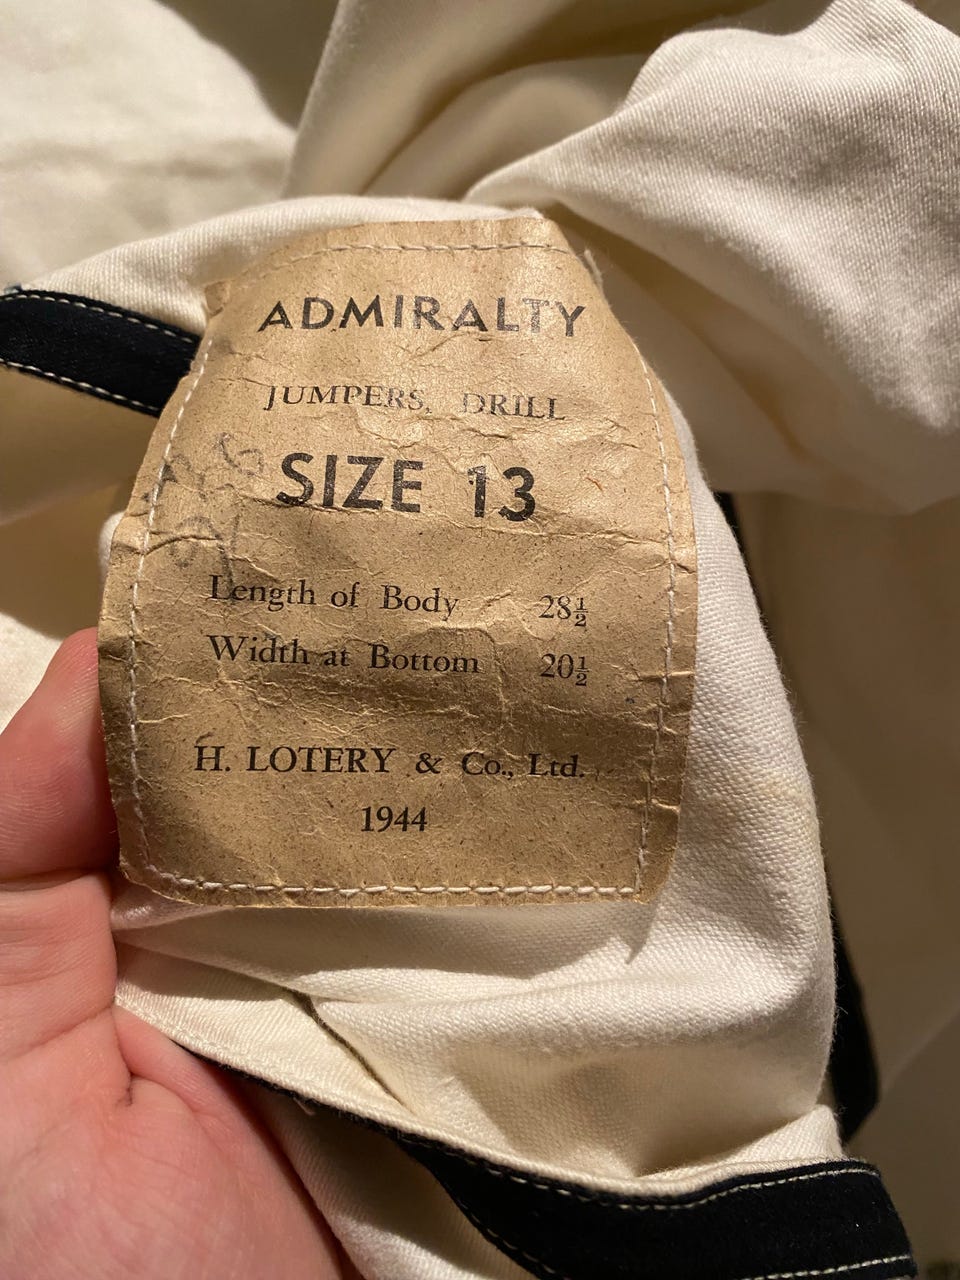 ADMIRALTY
JUMPERS, DRILL
SIZE 13
Length of Body 28½
Width at Bottom 20½
H. LOTERY & Co., Ltd.
1944